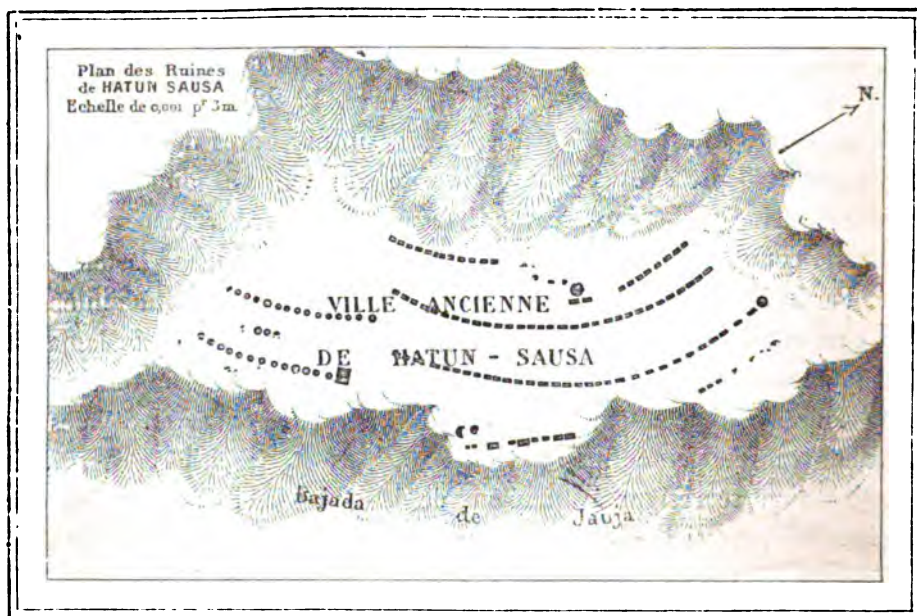 Plan des Ruines
de HATUN SAUSA
Echelle de 0,001 pr 3m.
N.
VILLE ANCIENNE
DE HATUN - SAUSA
Bajada de Jauja